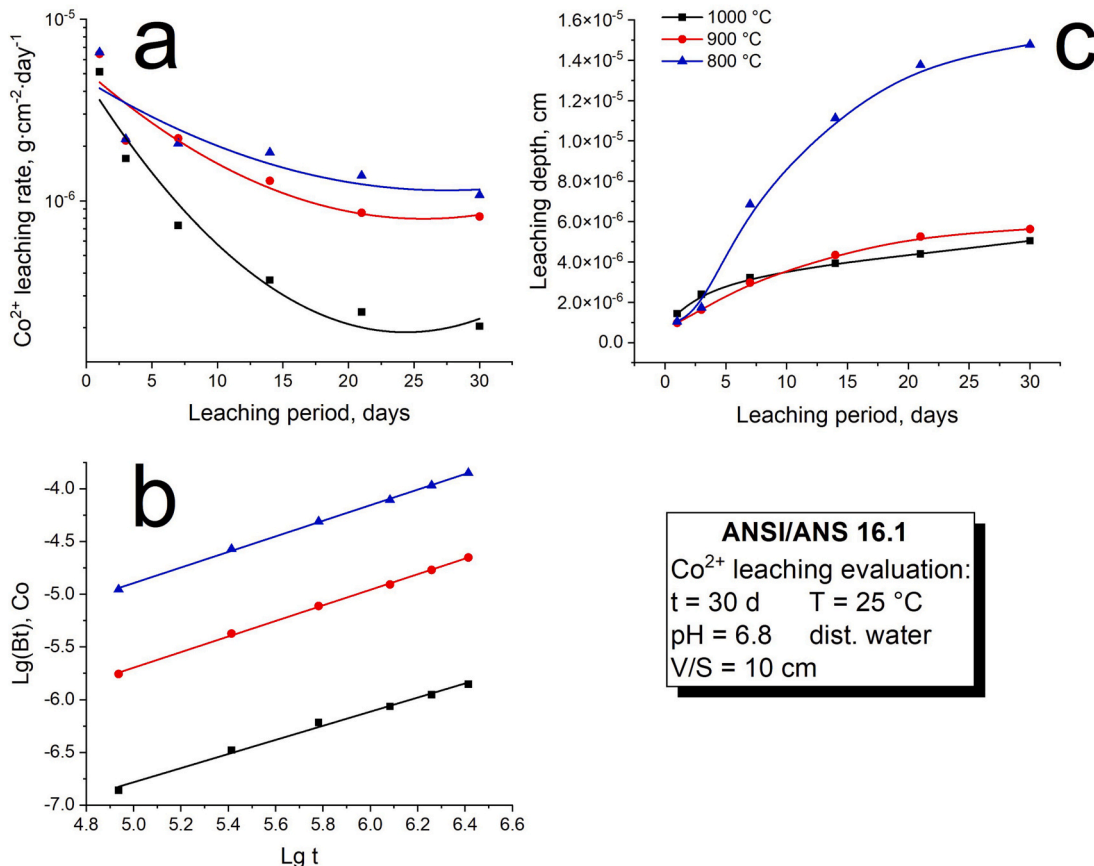 a
Co²⁺ leaching rate, g·cm⁻²·day⁻¹
10⁻⁵
10⁻⁶
0 5 10 15 20 25 30
Leaching period, days
c
1000 °C
900 °C
800 °C
Leaching depth, cm
1.6×10⁻⁵
1.4×10⁻⁵
1.2×10⁻⁵
1.0×10⁻⁵
8.0×10⁻⁶
6.0×10⁻⁶
4.0×10⁻⁶
2.0×10⁻⁶
0.0
0 5 10 15 20 25 30
Leaching period, days
b
Lg(Bt), Co
-4.0
-4.5
-5.0
-5.5
-6.0
-6.5
-7.0
4.8 5.0 5.2 5.4 5.6 5.8 6.0 6.2 6.4 6.6
Lg t
ANSI/ANS 16.1
Co²⁺ leaching evaluation:
t = 30 d T = 25 °C
pH = 6.8 dist. water
V/S = 10 cm